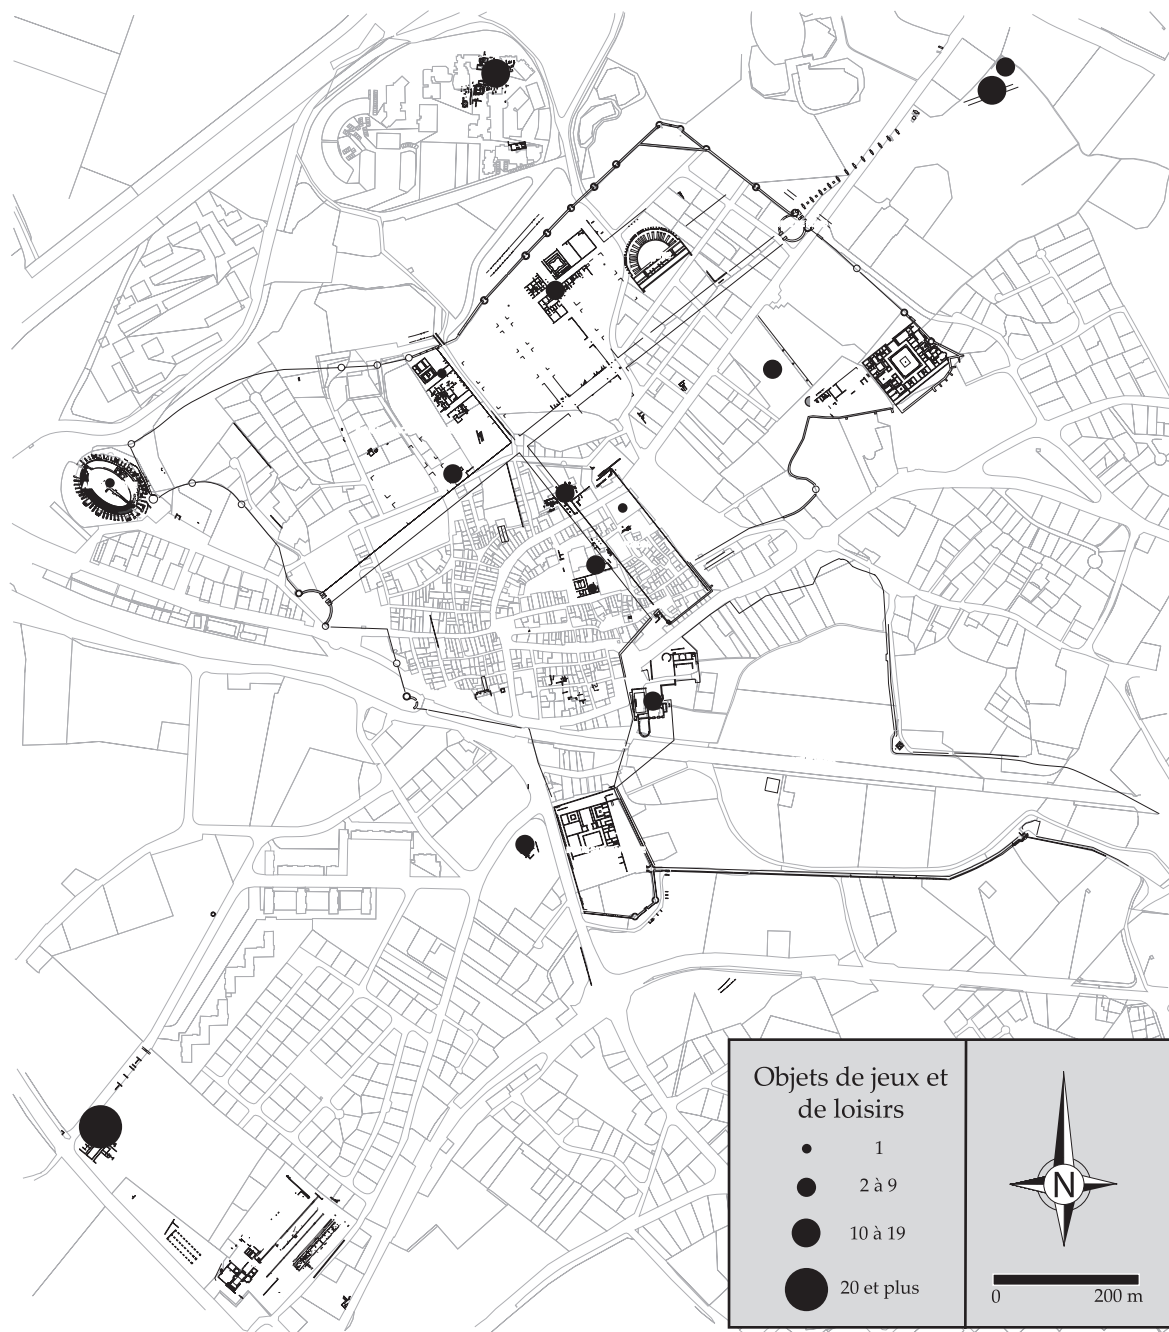 Objets de jeux et
de loisirs
1
2 à 9
10 à 19
20 et plus
N
0 200 m